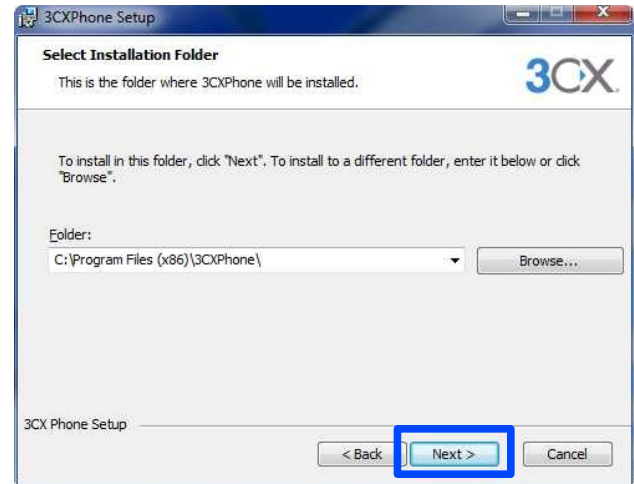 3CXPhone Setup
Select Installation Folder
This is the folder where 3CXPhone will be installed.
3CX
To install in this folder, click "Next". To install to a different folder, enter it below or click
"Browse".
Folder:
C:\Program Files (x86)\3CXPhone\
Browse...
3CX Phone Setup
< Back
Next >
Cancel